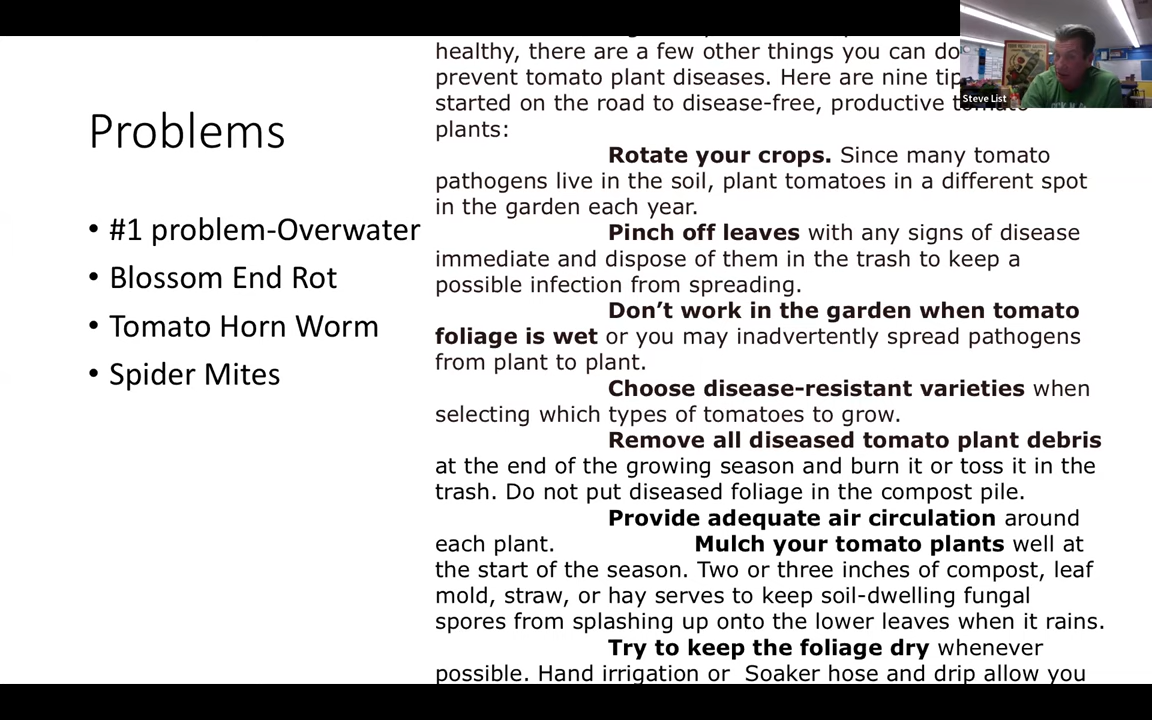 Problems
• #1 problem-Overwater
• Blossom End Rot
• Tomato Horn Worm
• Spider Mites
healthy, there are a few other things you can do
prevent tomato plant diseases. Here are nine
started on the road to disease-free, productive tomato
plants:
Rotate your crops. Since many tomato
pathogens live in the soil, plant tomatoes in a different spot
in the garden each year.
Pinch off leaves with any signs of disease
immediate and dispose of them in the trash to keep a
possible infection from spreading.
Don’t work in the garden when tomato
foliage is wet or you may inadvertently spread pathogens
from plant to plant.
Choose disease-resistant varieties when
selecting which types of tomatoes to grow.
Remove all diseased tomato plant debris
at the end of the growing season and burn it or toss it in the
trash. Do not put diseased foliage in the compost pile.
Provide adequate air circulation around
each plant. Mulch your tomato plants well at
the start of the season. Two or three inches of compost, leaf
mold, straw, or hay serves to keep soil-dwelling fungal
spores from splashing up onto the lower leaves when it rains.
Try to keep the foliage dry whenever
possible. Hand irrigation or Soaker hose and drip allow you
Steve List